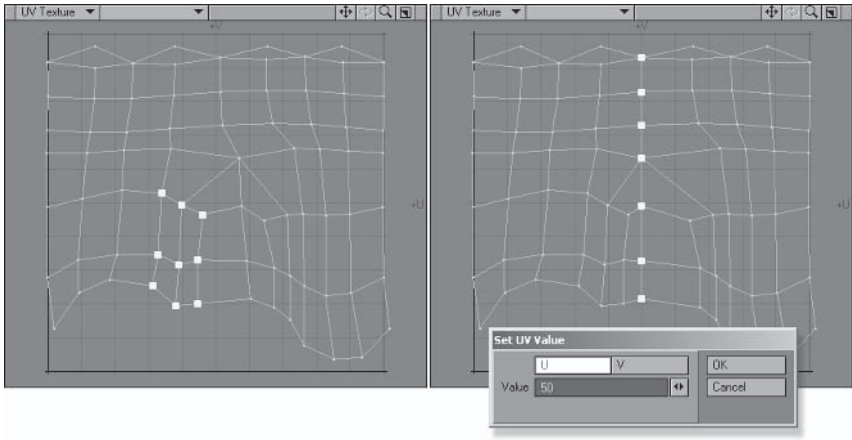 UV Texture
UV Texture
+V
+V
+U
+U
Set UV Value
U V
Value 50
OK
Cancel